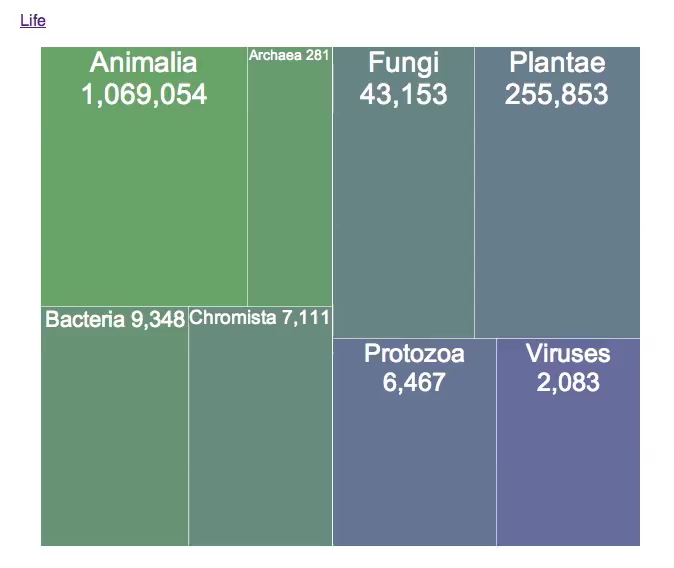 Life
Animalia
1,069,054
Archaea 281
Fungi
43,153
Plantae
255,853
Bacteria 9,348
Chromista 7,111
Protozoa
6,467
Viruses
2,083